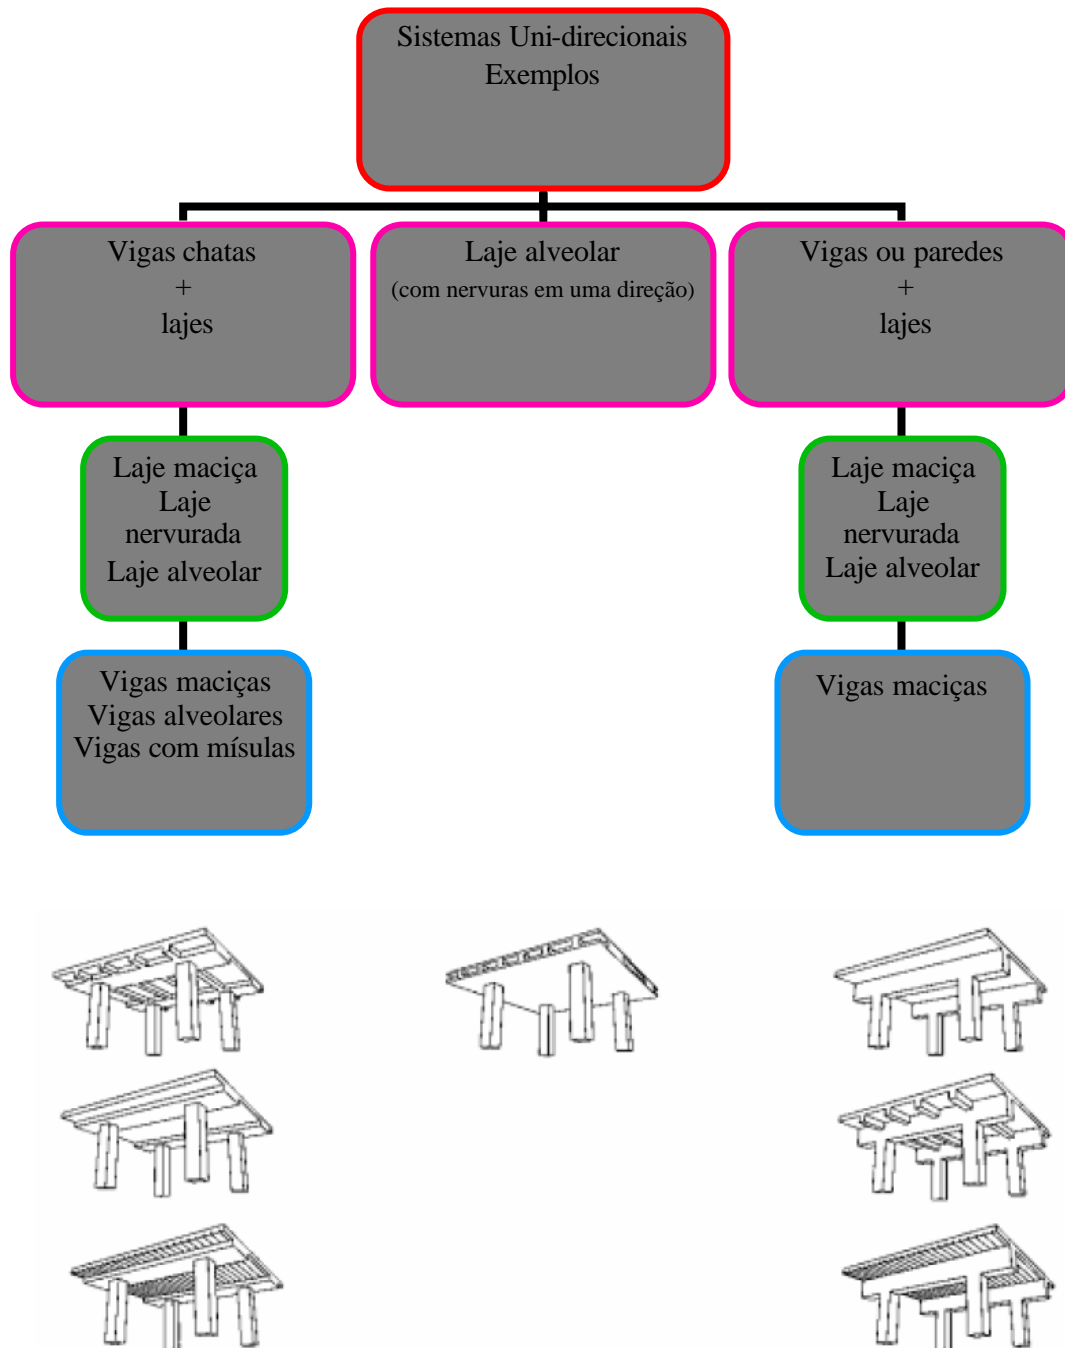 Sistemas Uni-direcionais
Exemplos
Vigas chatas
+
lajes
Laje alveolar
(com nervuras em uma direção)
Vigas ou paredes
+
lajes
Laje maciça
Laje
nervurada
Laje alveolar
Laje maciça
Laje
nervurada
Laje alveolar
Vigas maciças
Vigas alveolares
Vigas com mísulas
Vigas maciças